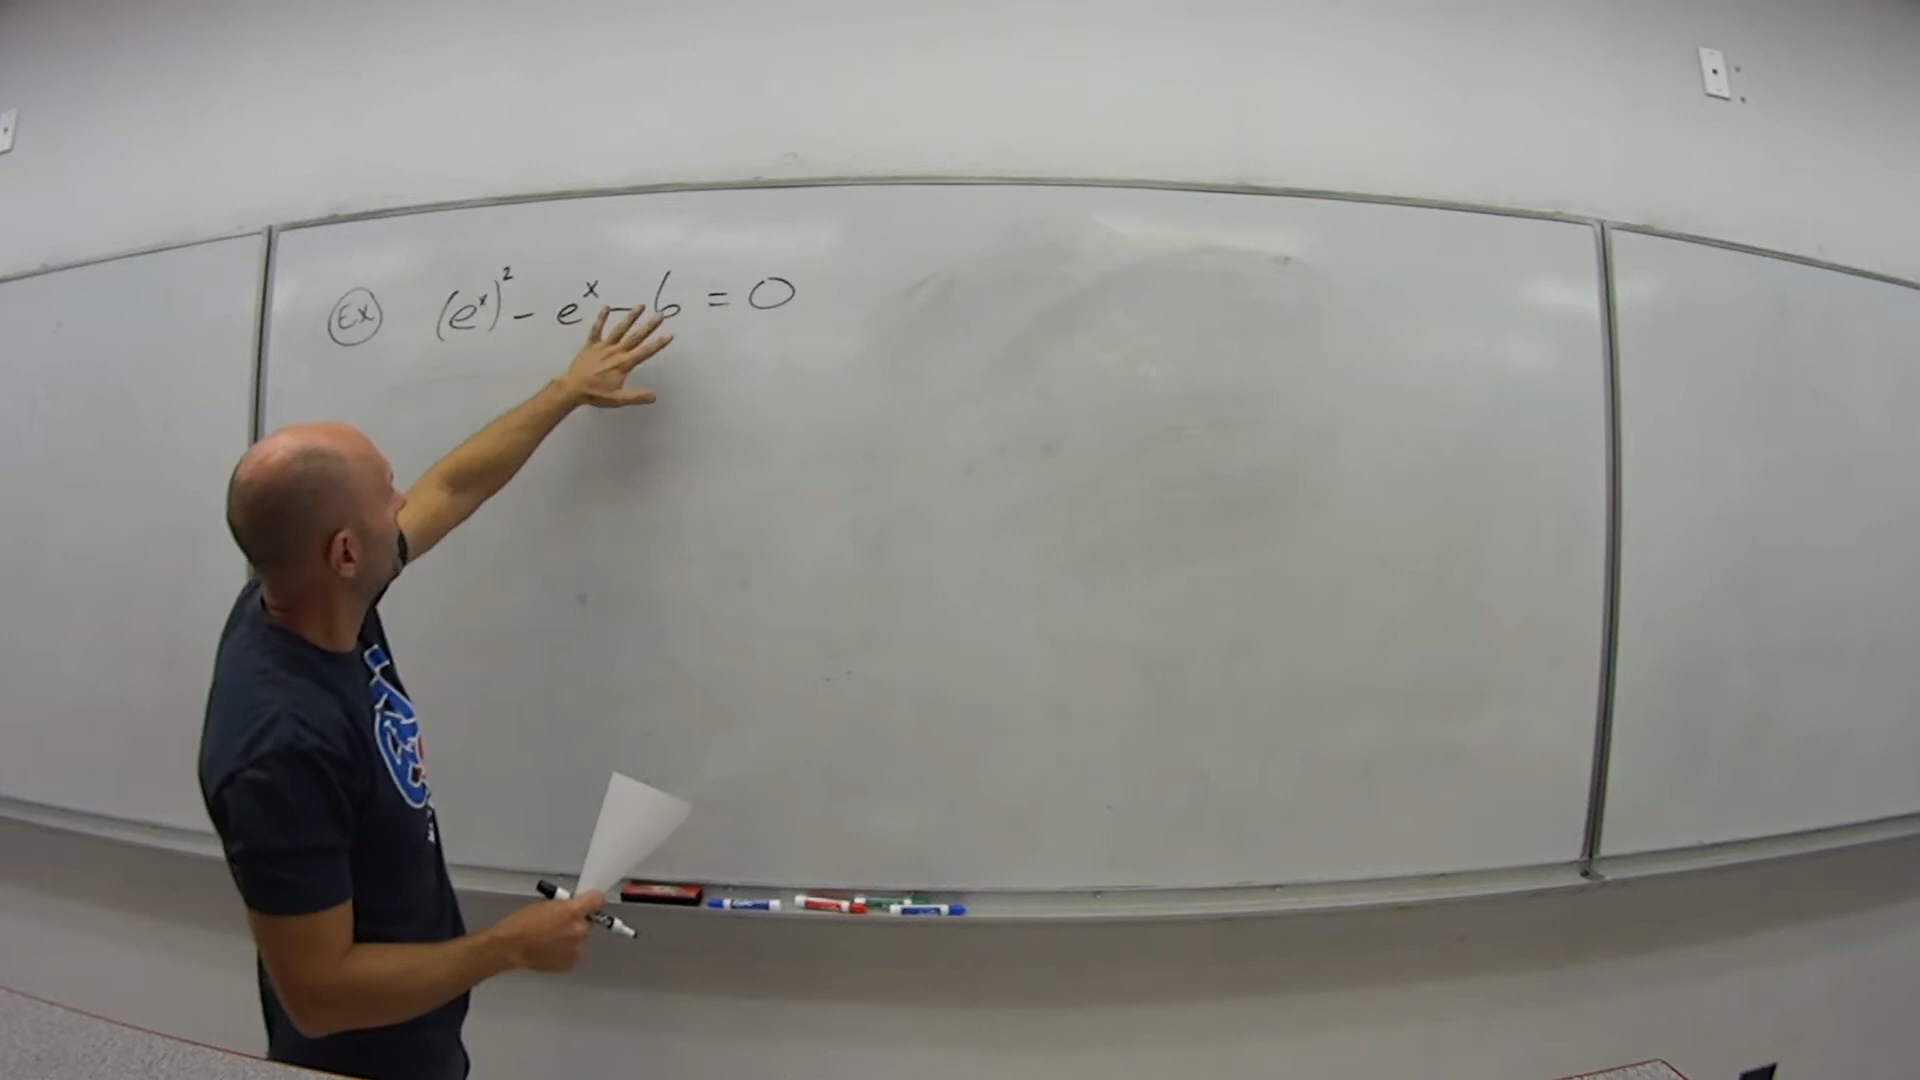 Ex (eˣ)² - eˣ - 6 = 0